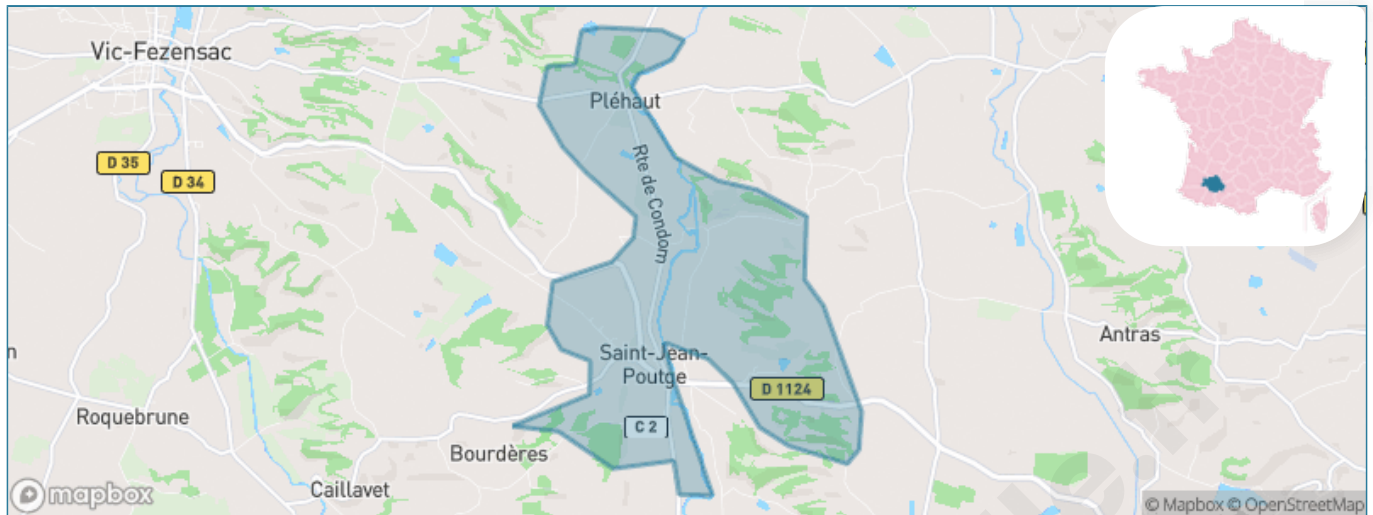 Vic-Fezensac
Pléhaut
D 35
D 34
Rte de Condom
Antras
Saint-Jean-
Poutge
D 1124
Roquebrune
C 2
Bourdères
Caillavet
mapbox
© Mapbox © OpenStreetMap